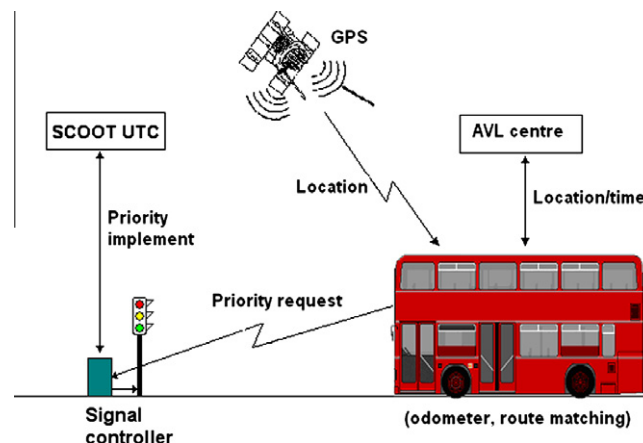 GPS
SCOOT UTC
AVL centre
Location
Location/time
Priority
implement
Priority request
Signal
controller
(odometer, route matching)